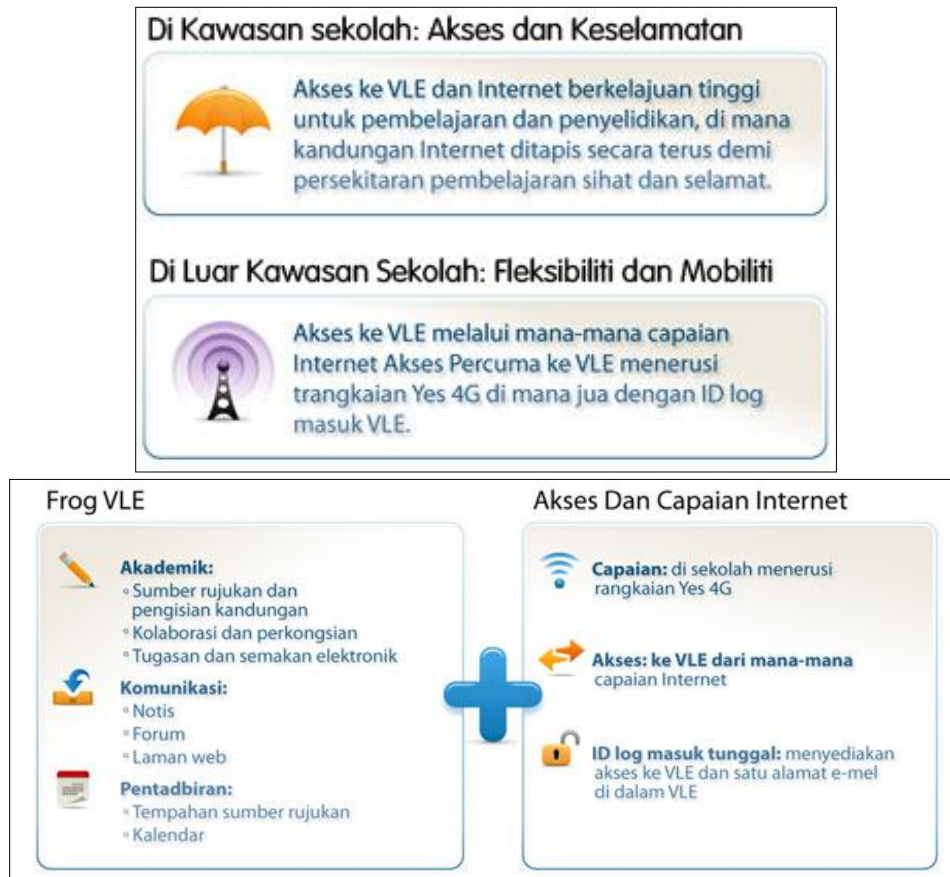 Di Kawasan sekolah: Akses dan Keselamatan
Akses ke VLE dan Internet berkelajuan tinggi
untuk pembelajaran dan penyelidikan, di mana
kandungan Internet ditapis secara terus demi
persekitaran pembelajaran sihat dan selamat.
Di Luar Kawasan Sekolah: Fleksibiliti dan Mobiliti
Akses ke VLE melalui mana-mana capaian
Internet Akses Percuma ke VLE menerusi
trangkaian Yes 4G di mana jua dengan ID log
masuk VLE.
Frog VLE
Akademik:
◦ Sumber rujukan dan
pengisian kandungan
◦ Kolaborasi dan perkongsian
◦ Tugasan dan semakan elektronik
Komunikasi:
◦ Notis
◦ Forum
◦ Laman web
Pentadbiran:
◦ Tempahan sumber rujukan
◦ Kalendar
Akses Dan Capaian Internet
Capaian: di sekolah menerusi
rangkaian Yes 4G
Akses: ke VLE dari mana-mana
capaian Internet
ID log masuk tunggal: menyediakan
akses ke VLE dan satu alamat e-mel
di dalam VLE